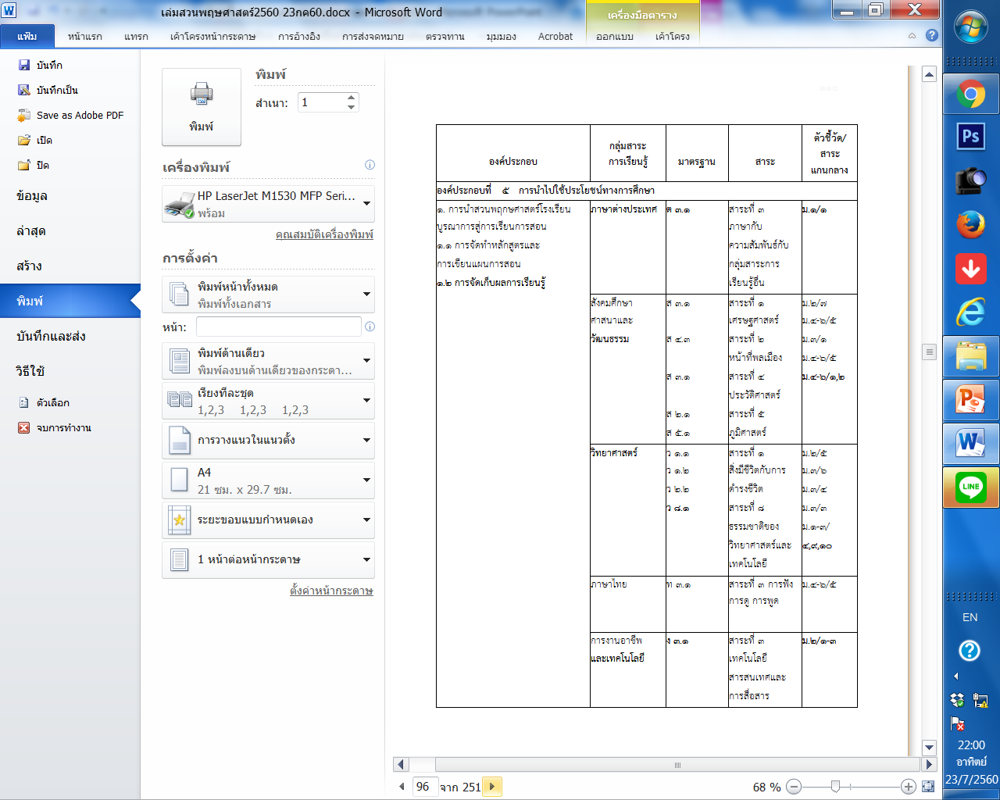 เล่มสวนพฤษศาสตร์2560 23กค60.docx - Microsoft Word
เครื่องมือตาราง
แฟ้ม หน้าแรก แทรก เค้าโครงหน้ากระดาษ การอ้างอิง การส่งจดหมาย ตรวจทาน มุมมอง Acrobat ออกแบบ เค้าโครง
บันทึก
บันทึกเป็น
Save as Adobe PDF
เปิด
ปิด
ข้อมูล
ล่าสุด
สร้าง
พิมพ์
บันทึกและส่ง
วิธีใช้
ตัวเลือก
จบการทำงาน
พิมพ์
พิมพ์
สำเนา: 1
เครื่องพิมพ์
HP LaserJet M1530 MFP Seri...
พร้อม
คุณสมบัติเครื่องพิมพ์
การตั้งค่า
พิมพ์หน้าทั้งหมด
พิมพ์ทั้งเอกสาร
หน้า:
พิมพ์ด้านเดียว
พิมพ์ลงบนด้านเดียวของกระดา...
เรียงทีละชุด
1,2,3 1,2,3 1,2,3
การวางแนวในแนวตั้ง
A4
21 ซม. x 29.7 ซม.
ระยะขอบแบบกำหนดเอง
1 หน้าต่อหน้ากระดาษ
ตั้งค่าหน้ากระดาษ
องค์ประกอบ
กลุ่มสาระ
การเรียนรู้
มาตรฐาน
สาระ
ตัวชี้วัด/
สาระ
แกนกลาง
องค์ประกอบที่ ๕ การนำไปใช้ประโยชน์ทางการศึกษา
๑. การนำสวนพฤกษศาสตร์โรงเรียน
บูรณาการสู่การเรียนการสอน
๑.๑ การจัดทำหลักสูตรและ
การเขียนแผนการสอน
๑.๒ การจัดเก็บผลการเรียนรู้
ภาษาต่างประเทศ
ต ๓.๑
สาระที่ ๓
ภาษากับ
ความสัมพันธ์กับ
กลุ่มสาระการ
เรียนรู้อื่น
ม.๑/๑
สังคมศึกษา
ศาสนาและ
วัฒนธรรม
ส ๓.๑
ส ๔.๓
ส ๓.๑
ส ๒.๑
ส ๕.๑
สาระที่ ๑
เศรษฐศาสตร์
สาระที่ ๒
หน้าที่พลเมือง
สาระที่ ๔
ประวัติศาสตร์
สาระที่ ๕
ภูมิศาสตร์
ม.๒/๗
ม.๔-๖/๕
ม.๓/๑
ม.๔-๖/๕
ม.๔-๖/๑,๒
วิทยาศาสตร์
ว ๑.๑
ว ๑.๒
ว ๒.๒
ว ๘.๑
สาระที่ ๑
สิ่งมีชีวิตกับการ
ดำรงชีวิต
สาระที่ ๘
ธรรมชาติของ
วิทยาศาสตร์และ
เทคโนโลยี
ม.๒/๕
ม.๓/๖
ม.๓/๔
ม.๓/๓
ม.๑-๓/
๔,๙,๑๐
ภาษาไทย
ท ๓.๑
สาระที่ ๓ การฟัง
การดู การพูด
ม.๔-๖/๕
การงานอาชีพ
และเทคโนโลยี
ง ๓.๑
สาระที่ ๓
เทคโนโลยี
สารสนเทศและ
การสื่อสาร
ม.๒/๑-๓
96 จาก 251
68 %
Ps
LINE
EN
22:00
อาทิตย์
23/7/2560